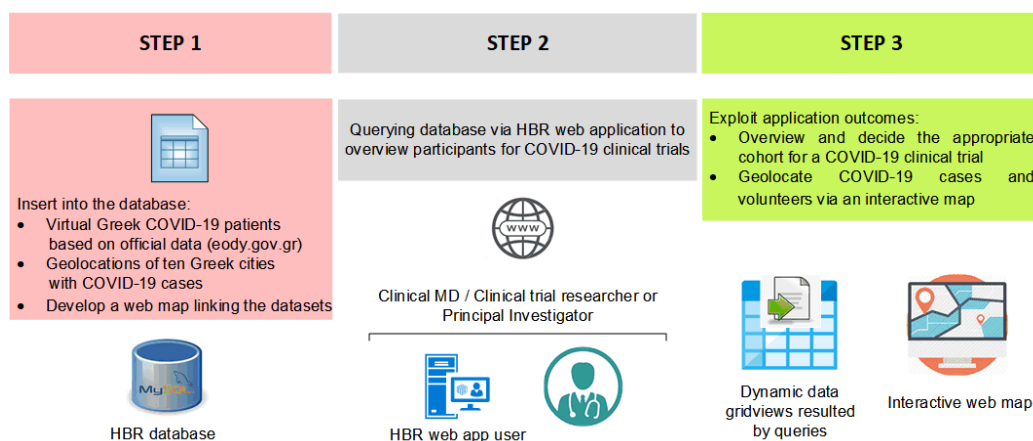 STEP 1
Insert into the database:
• Virtual Greek COVID-19 patients
based on official data (eody.gov.gr)
• Geolocations of ten Greek cities
with COVID-19 cases
• Develop a web map linking the datasets
MySQL
HBR database
STEP 2
Querying database via HBR web application to
overview participants for COVID-19 clinical trials
WWW
Clinical MD / Clinical trial researcher or
Principal Investigator
HBR web app user
STEP 3
Exploit application outcomes:
• Overview and decide the appropriate
cohort for a COVID-19 clinical trial
• Geolocate COVID-19 cases and
volunteers via an interactive map
Dynamic data
gridviews resulted
by queries
Interactive web map